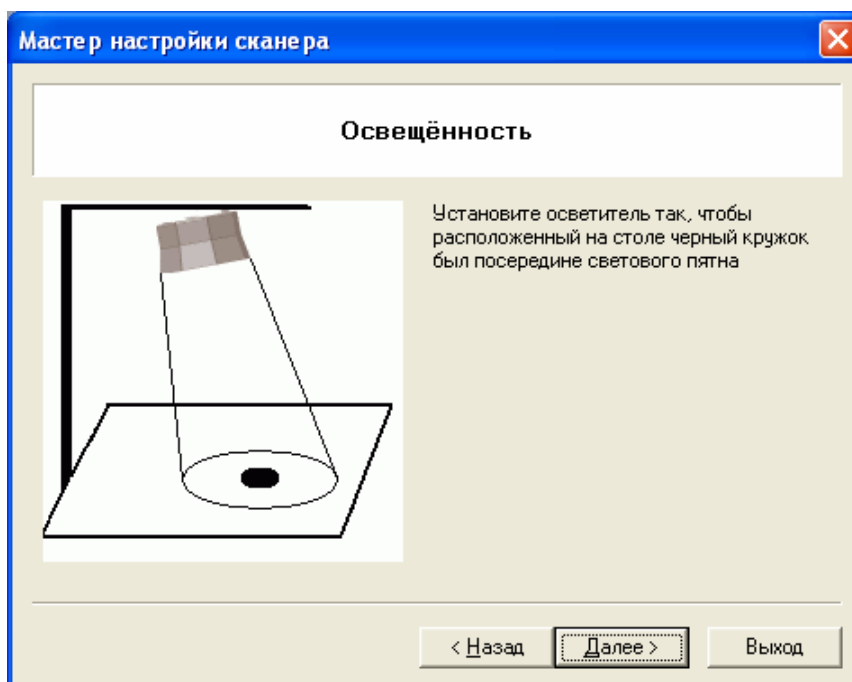 Мастер настройки сканера
Освещённость
Установите осветитель так, чтобы
расположенный на столе черный кружок
был посередине светового пятна
< Назад
Далее >
Выход